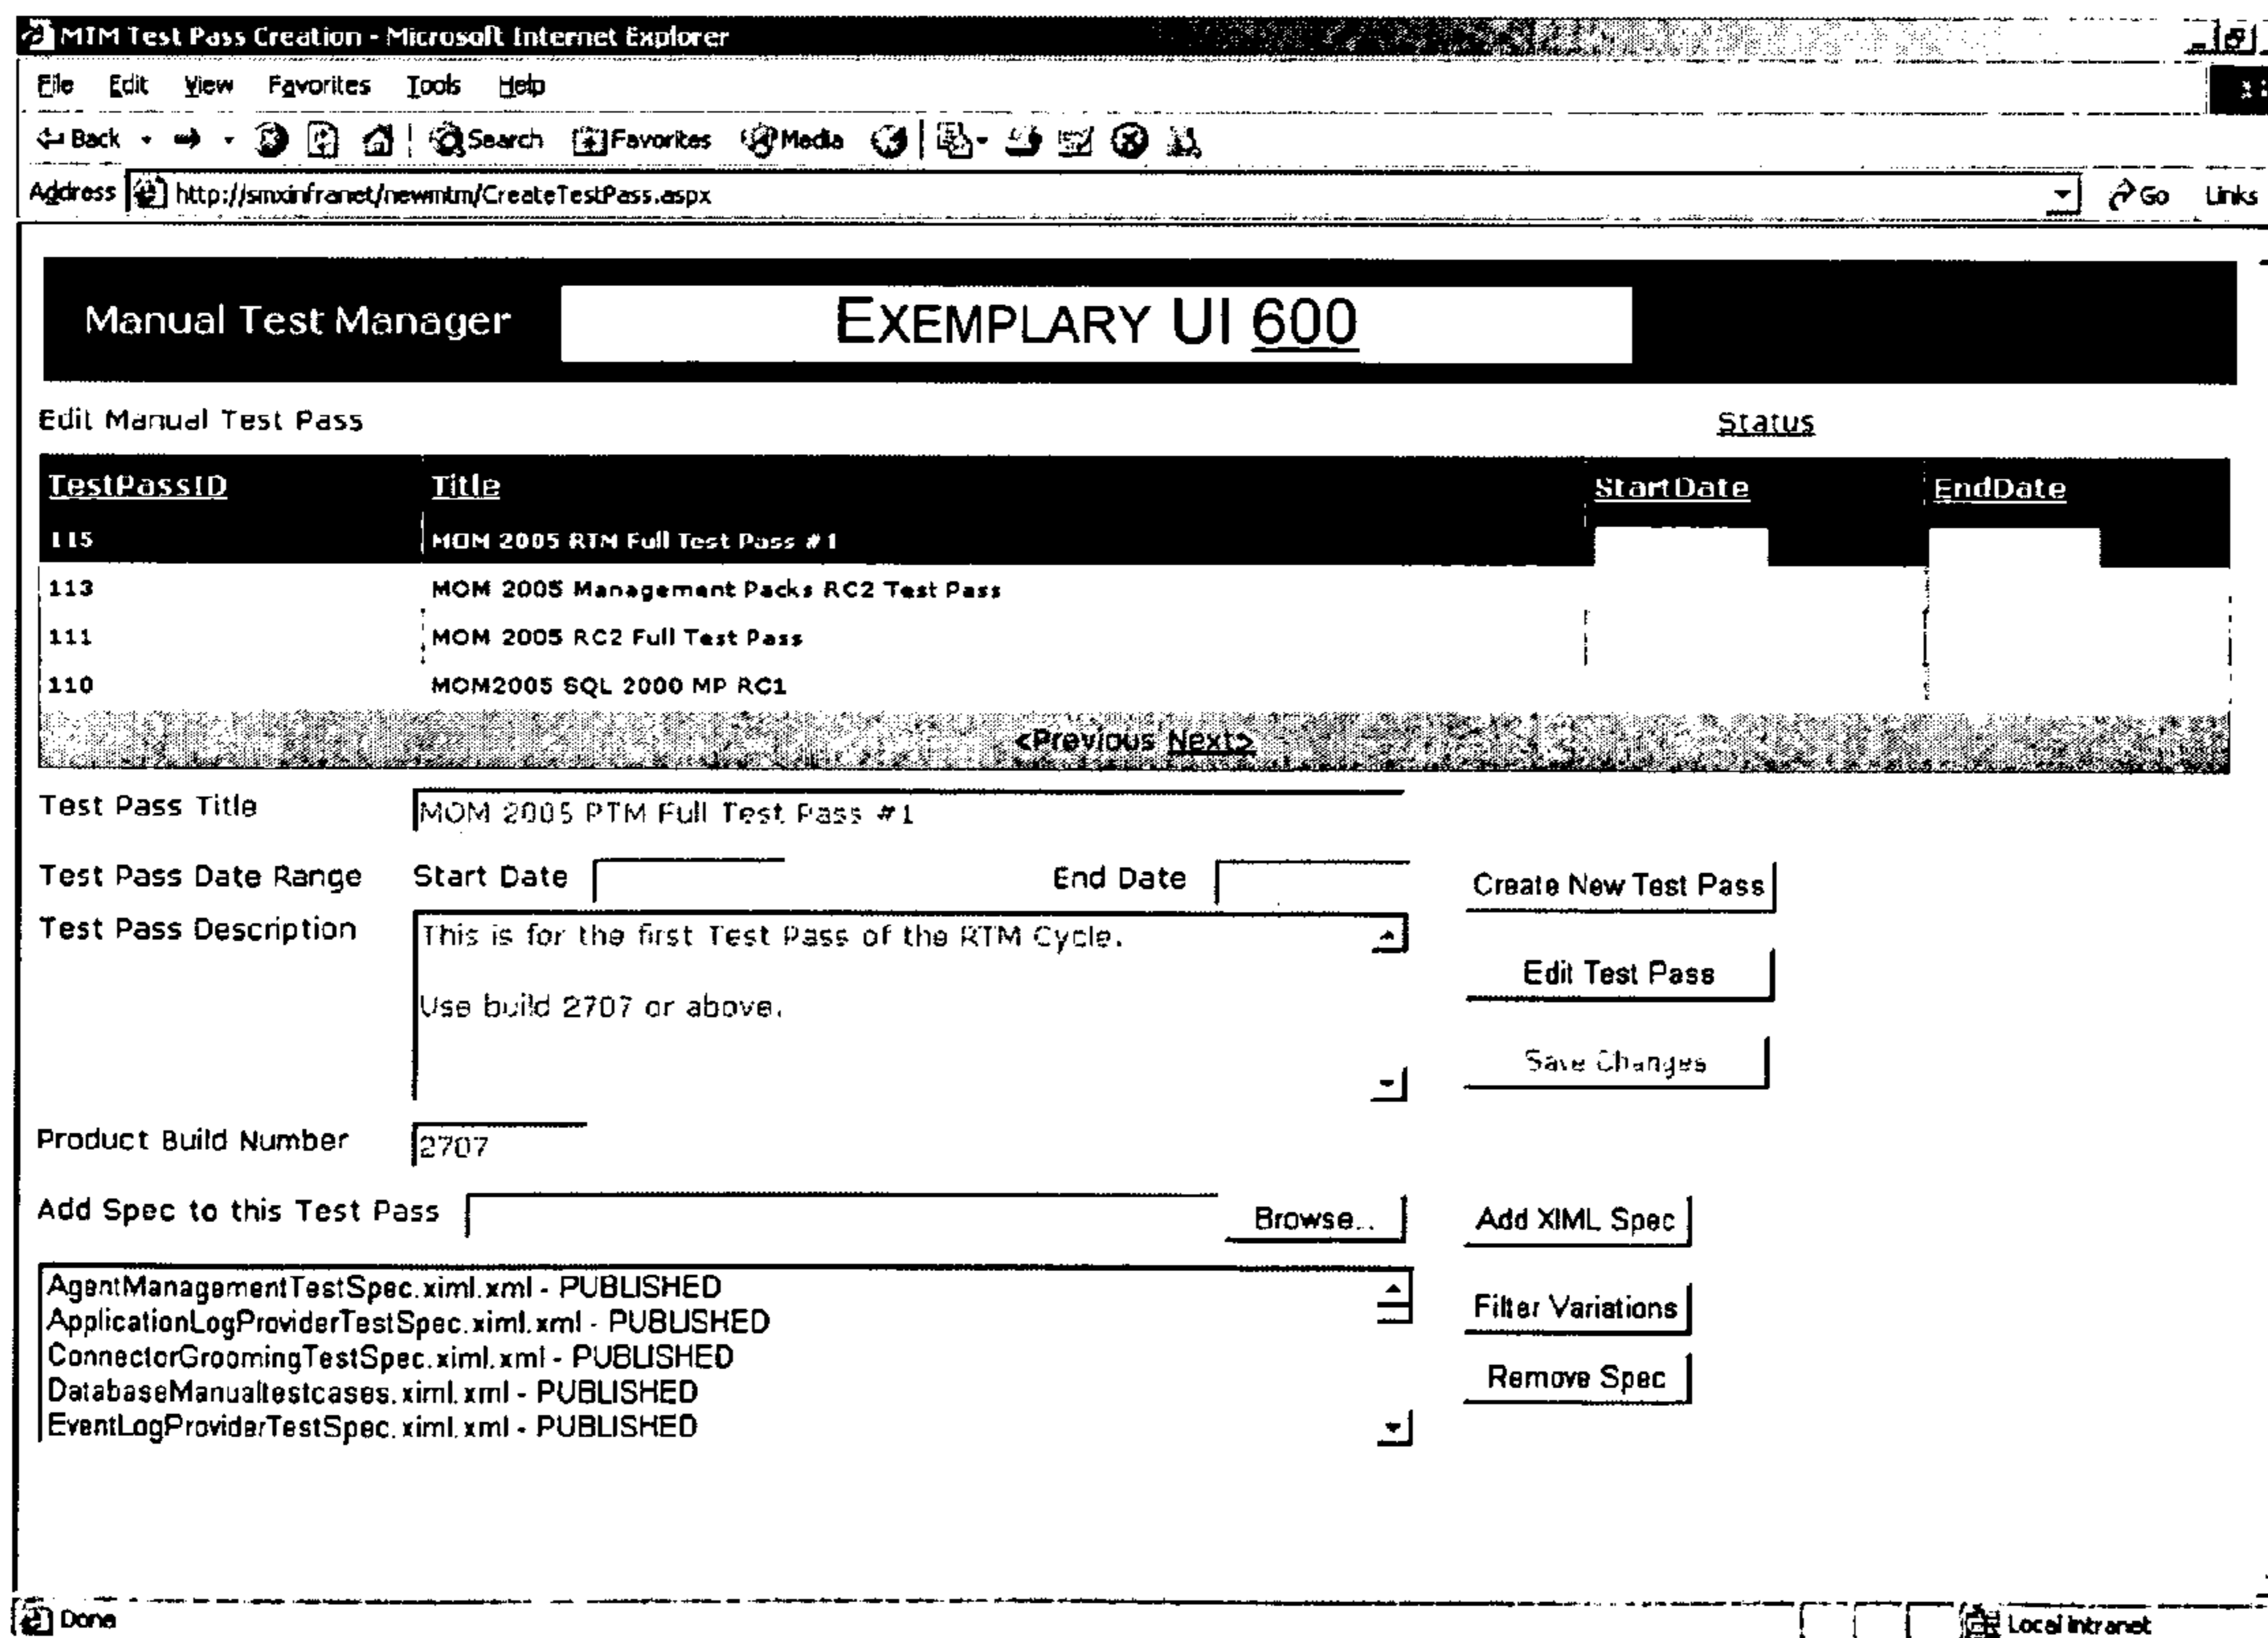 MTM Test Pass Creation - Microsoft Internet Explorer
File Edit View Favorites Tools Help
Back Search Favorites Media
Address http://smxinfranet/newmtm/CreateTestPass.aspx Go Links
Manual Test Manager EXEMPLARY UI 600
Edit Manual Test Pass Status
TestPassID Title StartDate EndDate
115 MOM 2005 RTM Full Test Pass #1
113 MOM 2005 Management Packs RC2 Test Pass
111 MOM 2005 RC2 Full Test Pass
110 MOM2005 SQL 2000 MP RC1
<Previous Next>
Test Pass Title MOM 2005 RTM Full Test Pass #1
Test Pass Date Range Start Date End Date Create New Test Pass
Test Pass Description This is for the first Test Pass of the RTM Cycle.
Edit Test Pass
Use build 2707 or above.
Save Changes
Product Build Number 2707
Add Spec to this Test Pass Browse... Add XIML Spec
AgentManagementTestSpec.ximl.xml - PUBLISHED
ApplicationLogProviderTestSpec.ximl.xml - PUBLISHED Filter Variations
ConnectorGroomingTestSpec.ximl.xml - PUBLISHED
DatabaseManualtestcases.ximl.xml - PUBLISHED Remove Spec
EventLogProviderTestSpec.ximl.xml - PUBLISHED
Done Local intranet